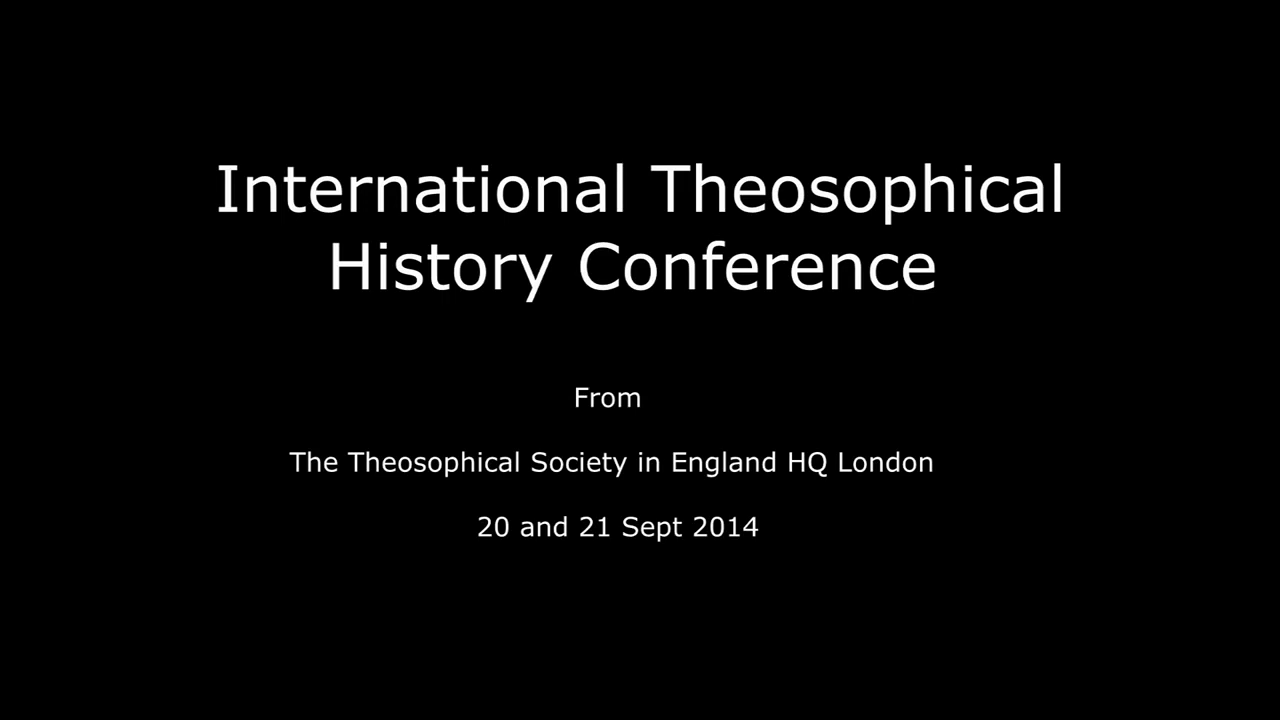 International Theosophical
History Conference
From
The Theosophical Society in England HQ London
20 and 21 Sept 2014